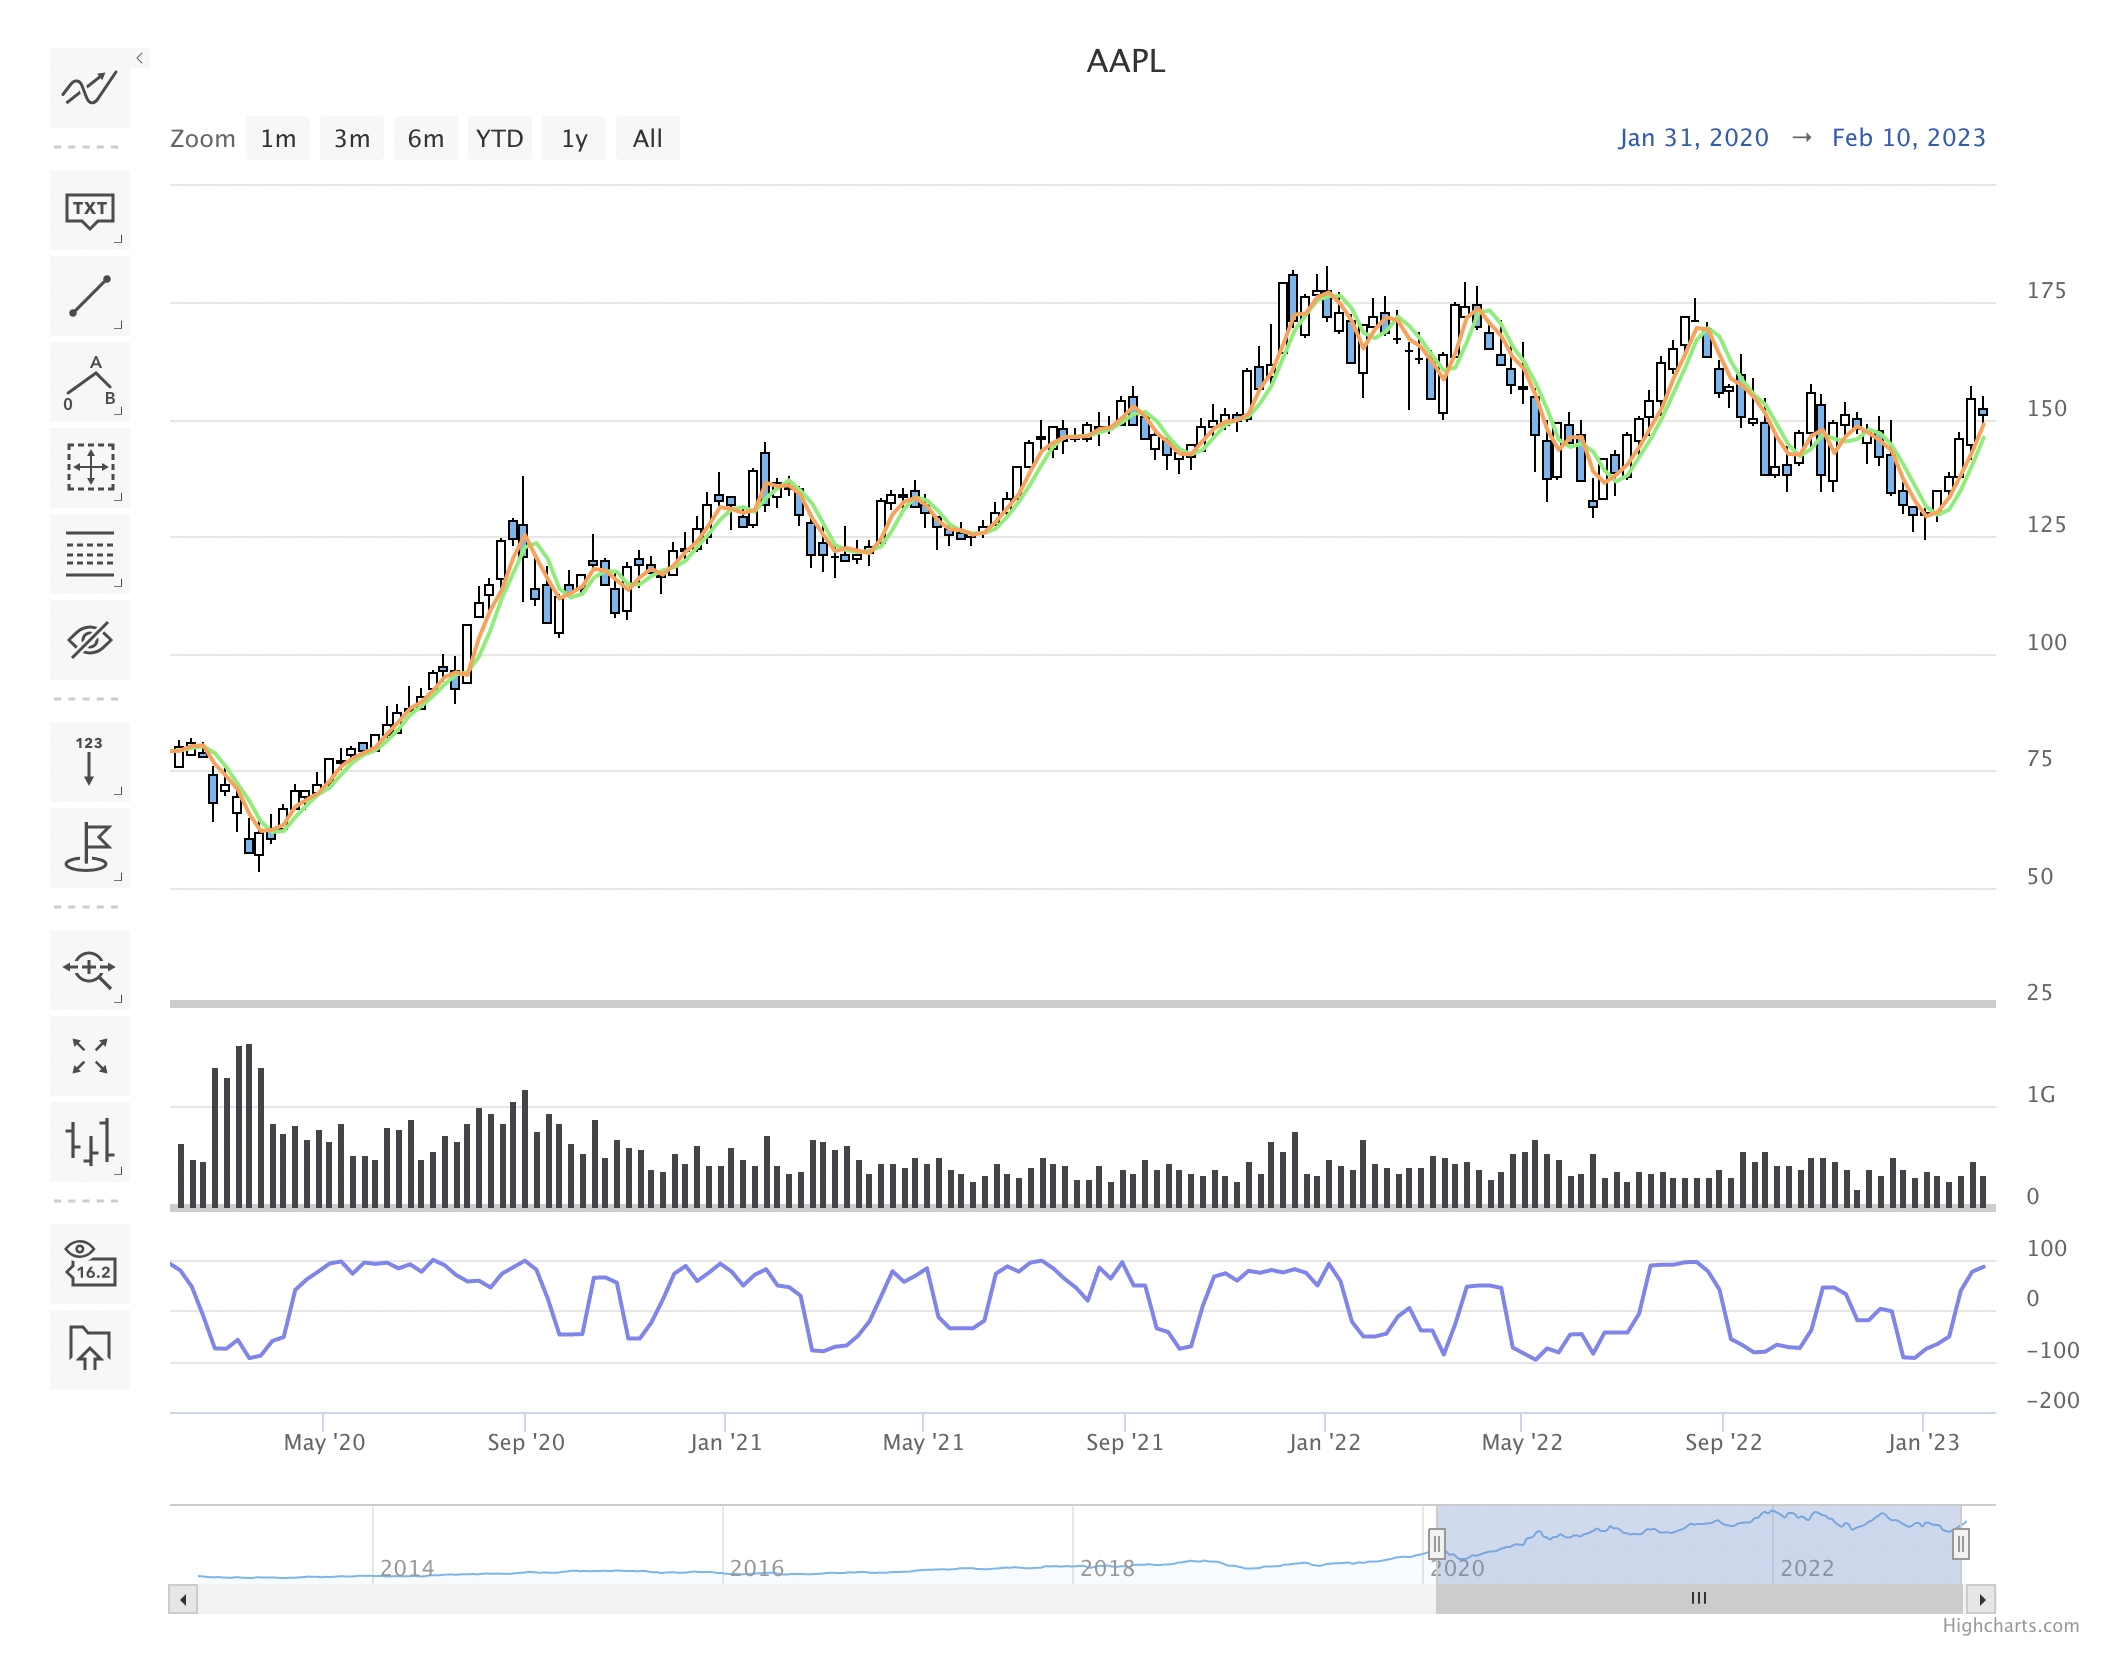 AAPL
Zoom 1m 3m 6m YTD 1y All
Jan 31, 2020 → Feb 10, 2023
TXT
A
0 B
123
16.2
175
150
125
100
75
50
25
1G
0
100
0
-100
-200
May '20 Sep '20 Jan '21 May '21 Sep '21 Jan '22 May '22 Sep '22 Jan '23
2014 2016 2018 2020 2022
Highcharts.com